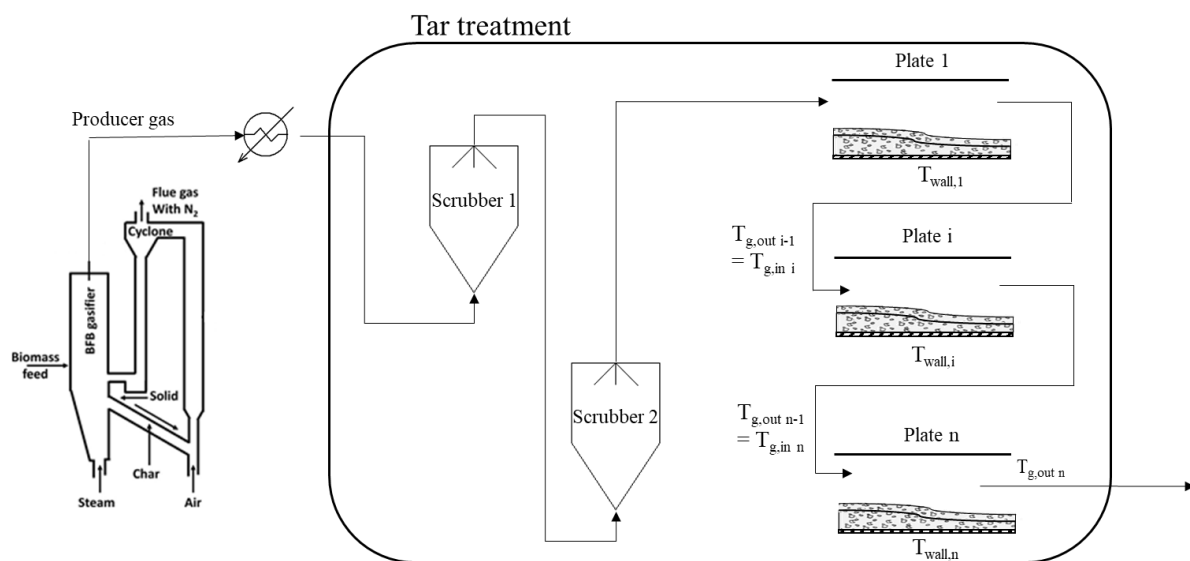 Tar treatment
Producer gas
Flue gas
With N2
Cyclone
BFB gasifier
Biomass
feed
Solid
Char
Steam
Air
Scrubber 1
Scrubber 2
Plate 1
Twall,1
Tg,out i-1
= Tg,in i
Plate i
Twall,i
Tg,out n-1
= Tg,in n
Plate n
Tg,out n
Twall,n